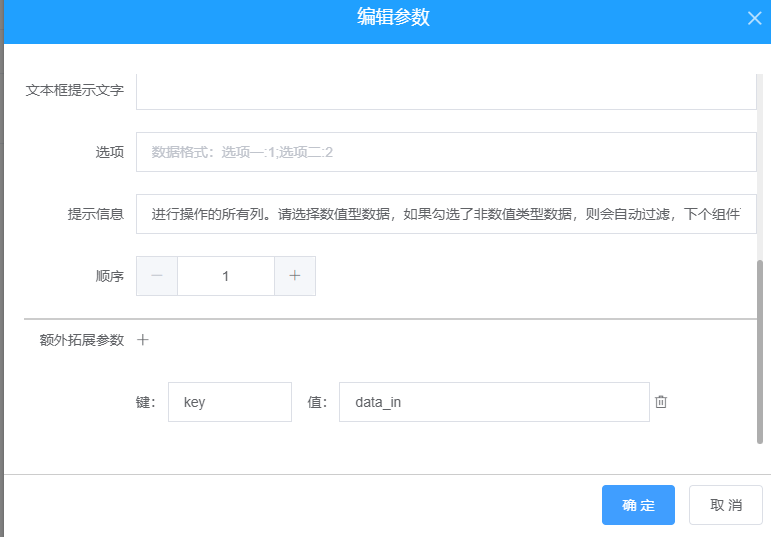 编辑参数
文本框提示文字
选项 数据格式：选项一:1;选项二:2
提示信息 进行操作的所有列。请选择数值型数据，如果勾选了非数值类型数据，则会自动过滤，下个组件
顺序 1
额外拓展参数
键： key 值： data_in
确定 取消